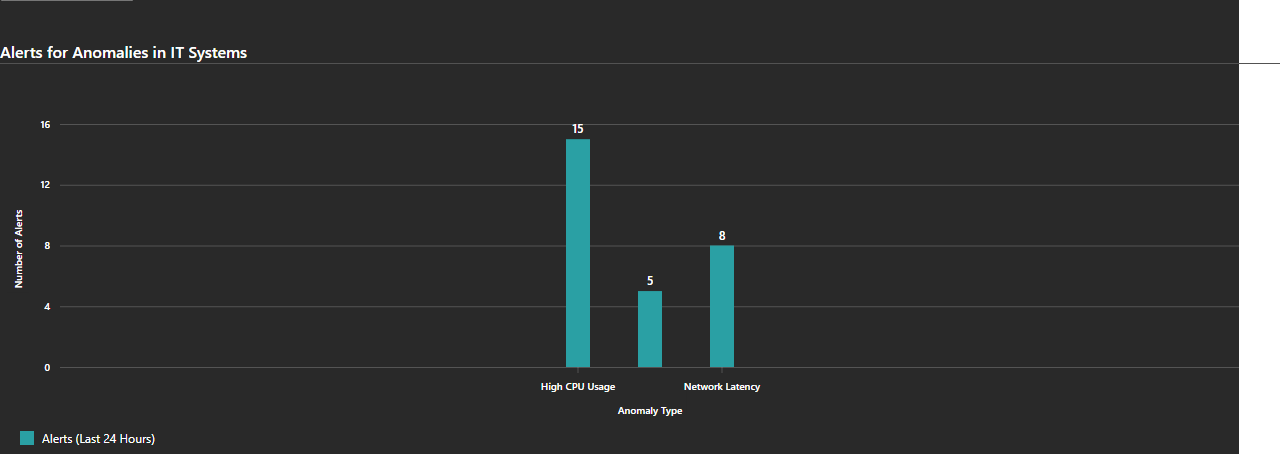 Alerts for Anomalies in IT Systems
16
15
12
Number of Alerts
8
8
5
4
0
High CPU Usage
Network Latency
Anomaly Type
Alerts (Last 24 Hours)